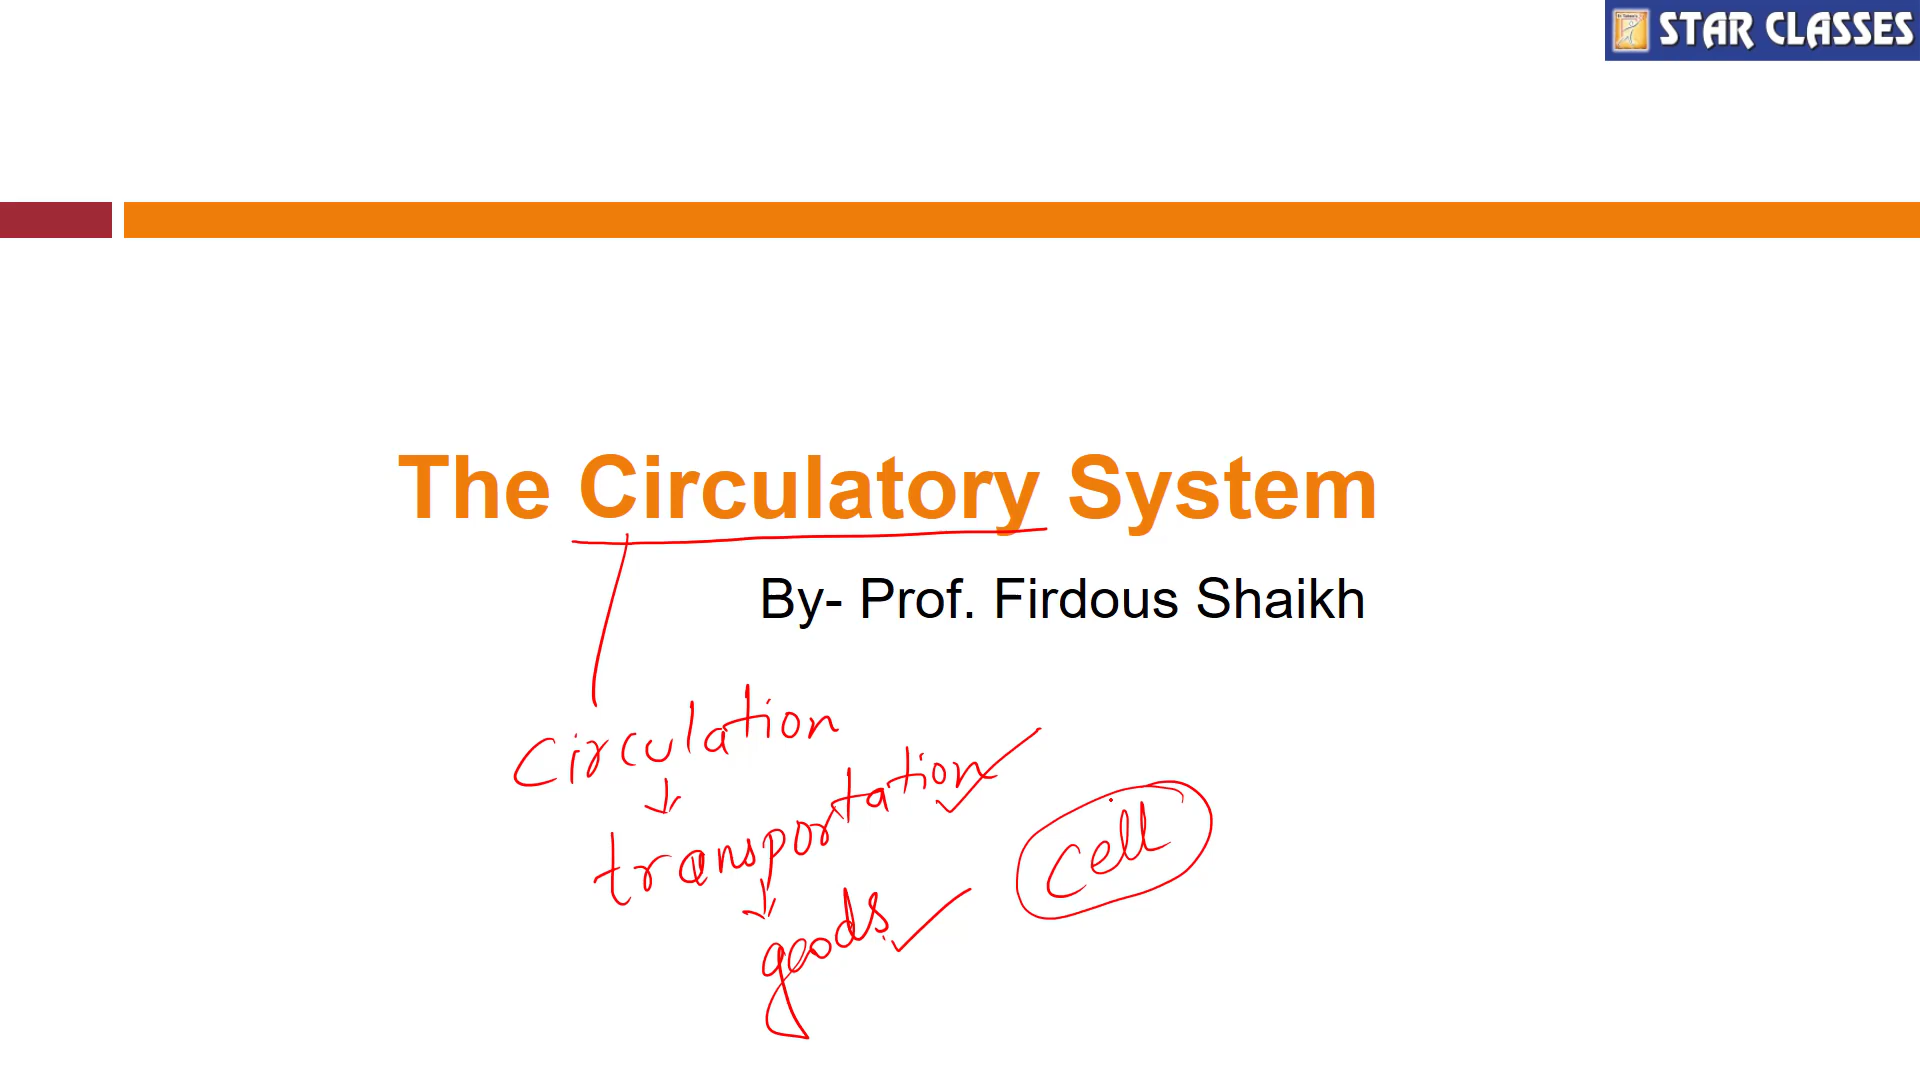 STAR CLASSES
The Circulatory System
By- Prof. Firdous Shaikh
Circulation
transportation
goods
cell